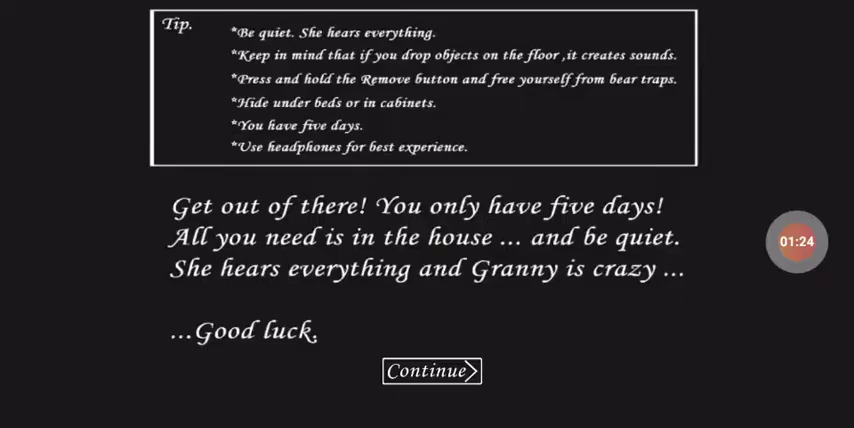 Tip.
*Be quiet. She hears everything.
*Keep in mind that if you drop objects on the floor ,it creates sounds.
*Press and hold the Remove button and free yourself from bear traps.
*Hide under beds or in cabinets.
*You have five days.
*Use headphones for best experience.
Get out of there! You only have five days!
All you need is in the house ... and be quiet.
She hears everything and Granny is crazy ...
01:24
...Good luck.
Continue